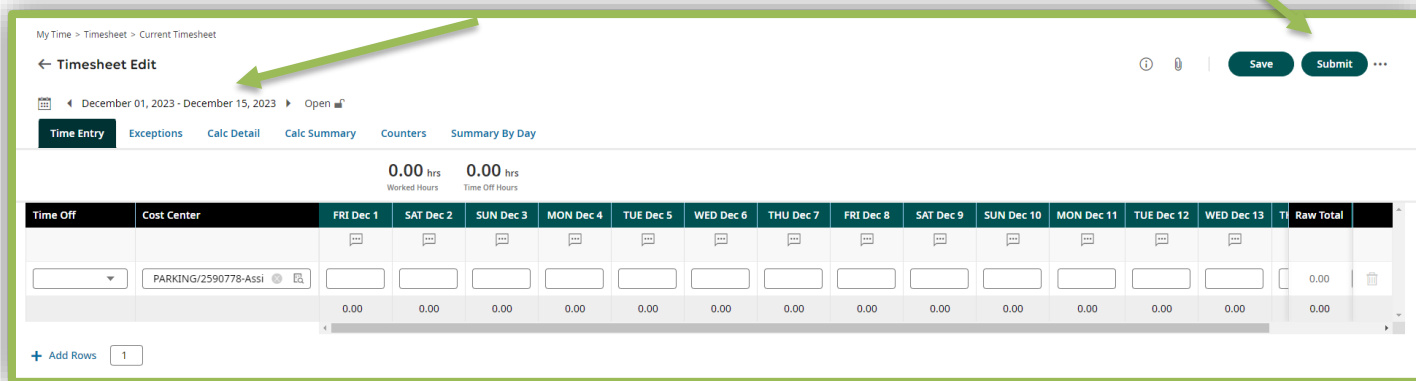 My Time > Timesheet > Current Timesheet
← Timesheet Edit
Save Submit ...
December 01, 2023 - December 15, 2023 Open
Time Entry Exceptions Calc Detail Calc Summary Counters Summary By Day
0.00 hrs 0.00 hrs
Worked Hours Time Off Hours
Time Off Cost Center FRI Dec 1 SAT Dec 2 SUN Dec 3 MON Dec 4 TUE Dec 5 WED Dec 6 THU Dec 7 FRI Dec 8 SAT Dec 9 SUN Dec 10 MON Dec 11 TUE Dec 12 WED Dec 13 TH Raw Total
PARKING/2590778-Assi 0.00
0.00 0.00 0.00 0.00 0.00 0.00 0.00 0.00 0.00 0.00 0.00 0.00 0.00 0.00
+ Add Rows 1